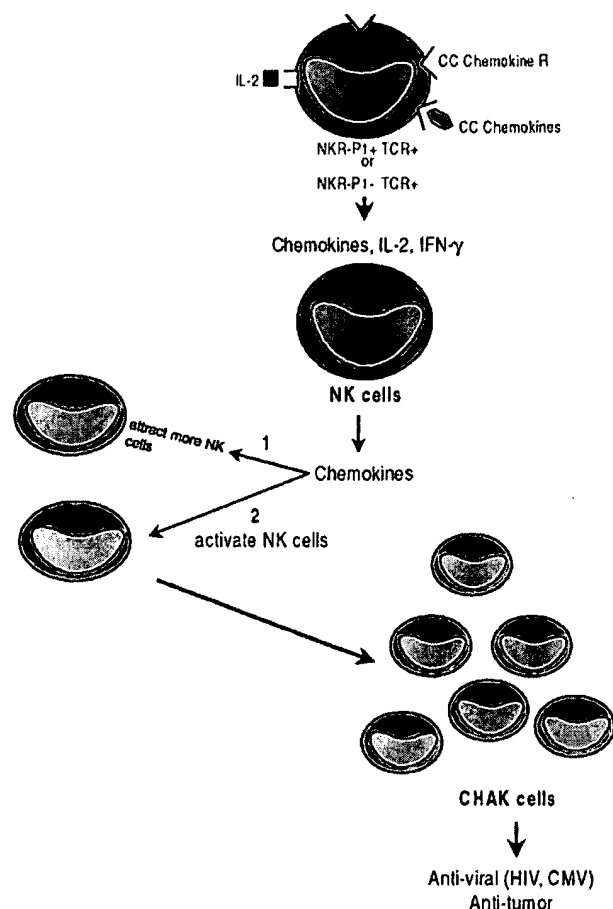 CC Chemokine R
IL-2
CC Chemokines
NKR-P1+ TCR+
or
NKR-P1- TCR+
Chemokines, IL-2, IFN-γ
NK cells
attract more NK
cells
1
Chemokines
2
activate NK cells
CHAK cells
Anti-viral (HIV, CMV)
Anti-tumor